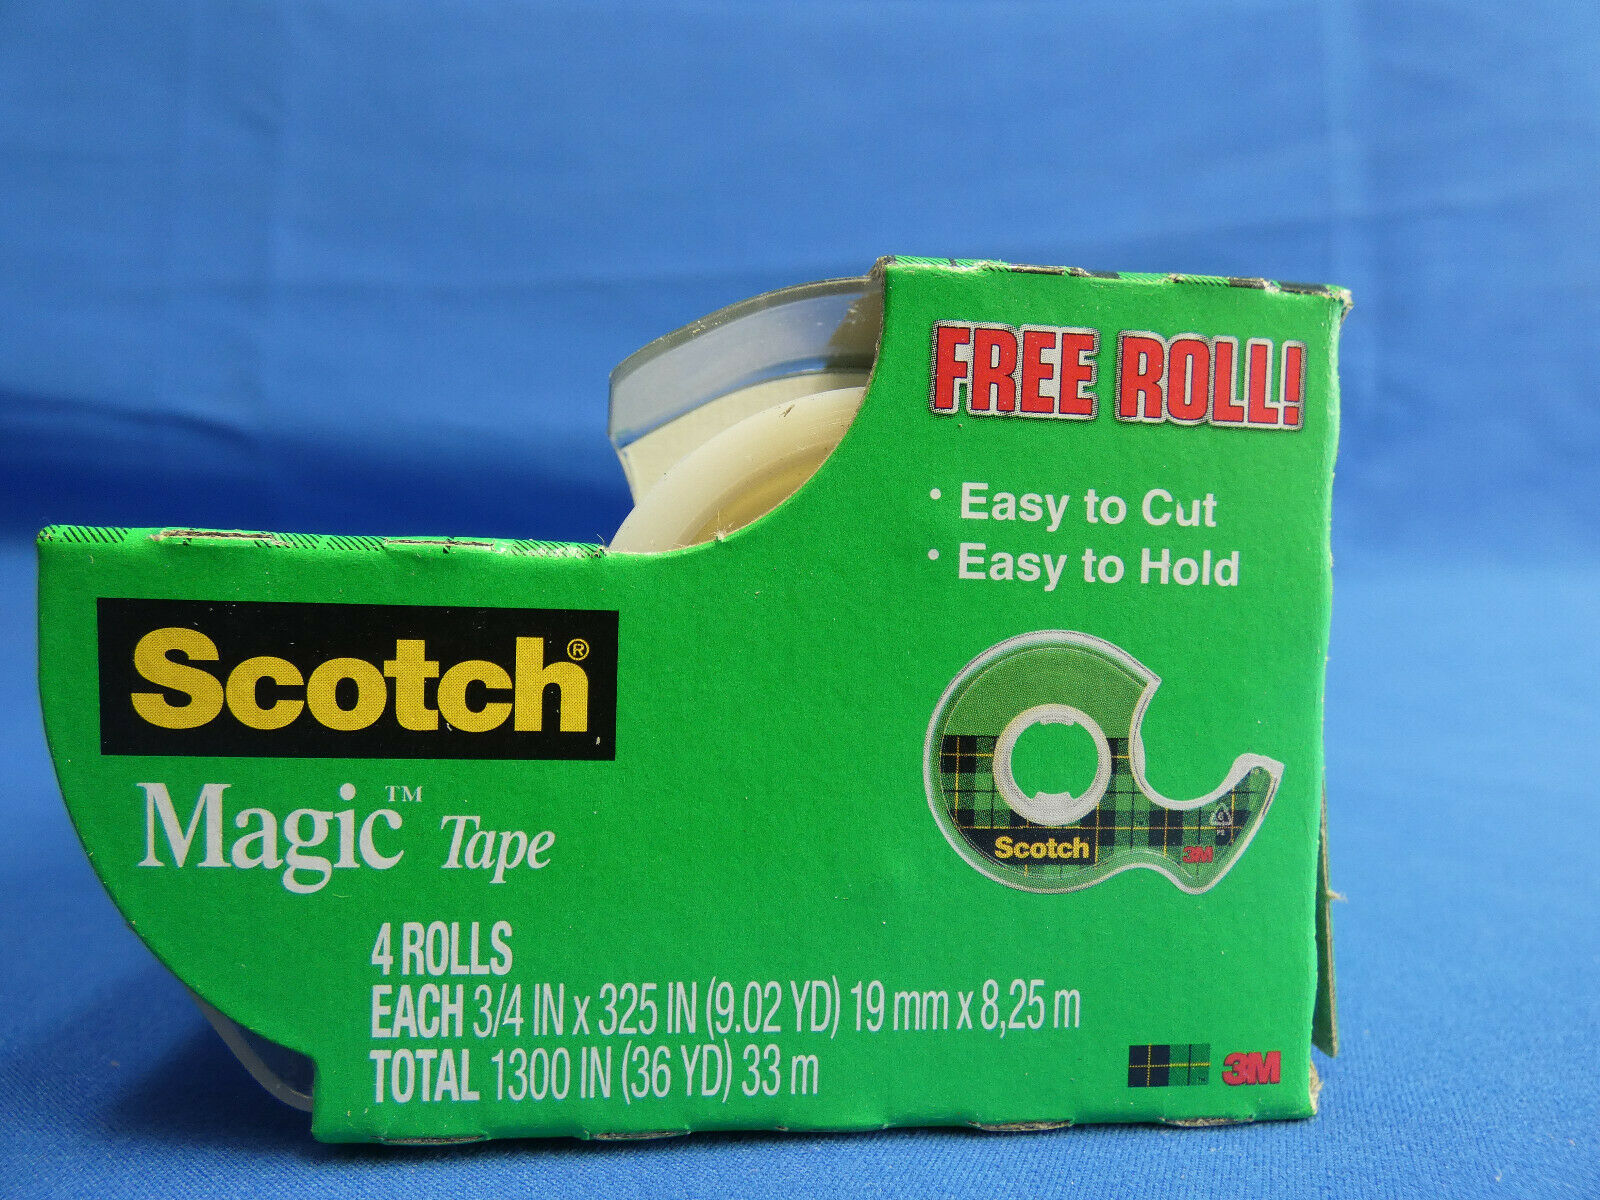 FREE ROLL!
• Easy to Cut
• Easy to Hold
Scotch®
Magic™ Tape
Scotch
3M
4 ROLLS
EACH 3/4 IN x 325 IN (9.02 YD) 19 mm x 8,25 m
TOTAL 1300 IN (36 YD) 33 m
3M